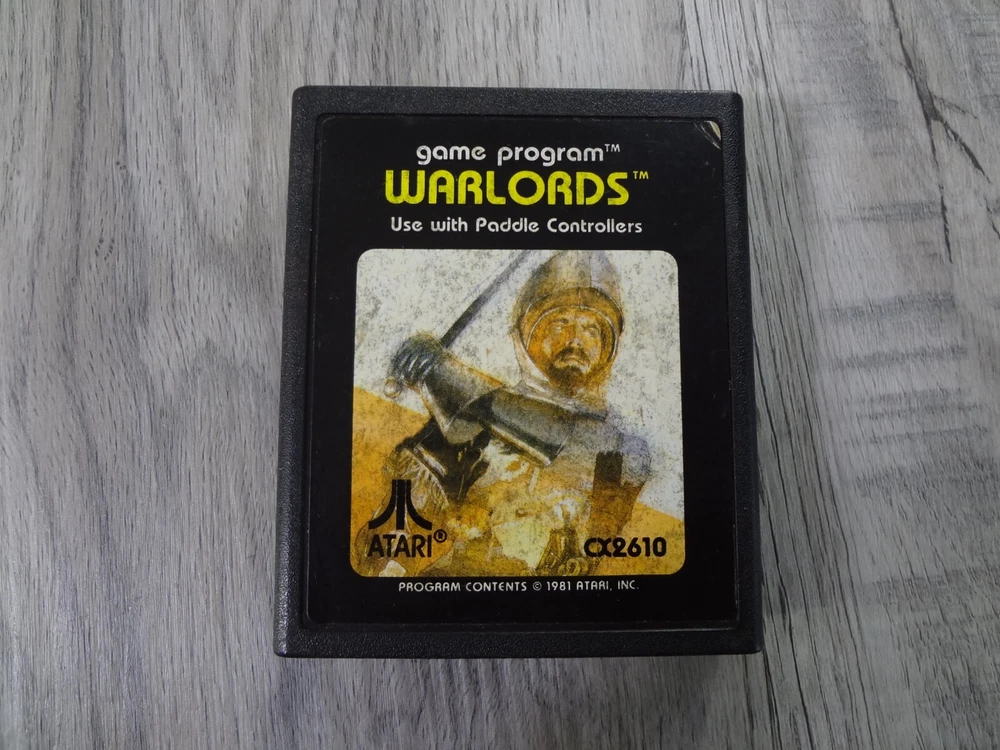 game program™
WARLORDS™
Use with Paddle Controllers
ATARI®
CX2610
PROGRAM CONTENTS © 1981 ATARI, INC.